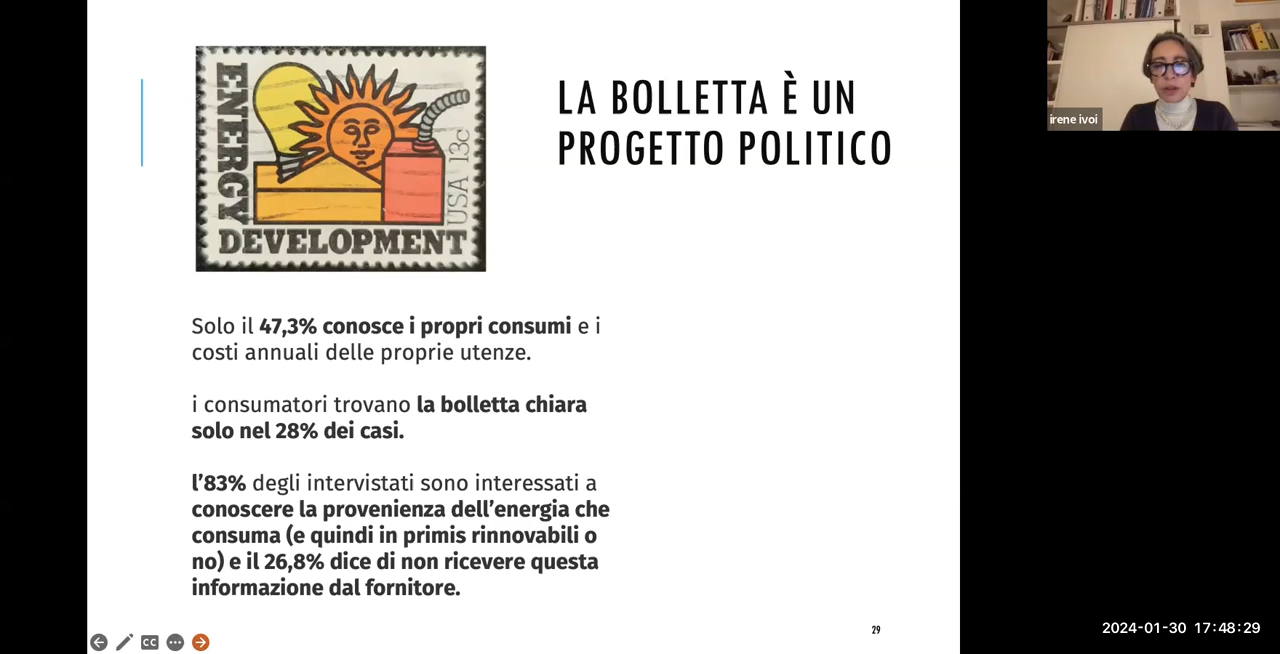 ENERGY
DEVELOPMENT
USA 13c
LA BOLLETTA È UN
PROGETTO POLITICO
irene ivoi
Solo il 47,3% conosce i propri consumi e i
costi annuali delle proprie utenze.
i consumatori trovano la bolletta chiara
solo nel 28% dei casi.
l’83% degli intervistati sono interessati a
conoscere la provenienza dell’energia che
consuma (e quindi in primis rinnovabili o
no) e il 26,8% dice di non ricevere questa
informazione dal fornitore.
29
CC
2024-01-30 17:48:29